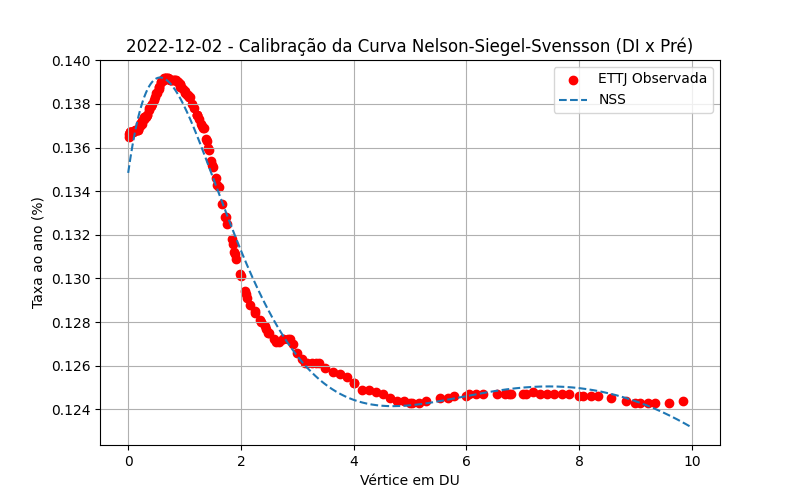 2022-12-02 - Calibração da Curva Nelson-Siegel-Svensson (DI x Pré)
ETTJ Observada
NSS
Taxa ao ano (%)
0.140
0.138
0.136
0.134
0.132
0.130
0.128
0.126
0.124
0 2 4 6 8 10
Vértice em DU